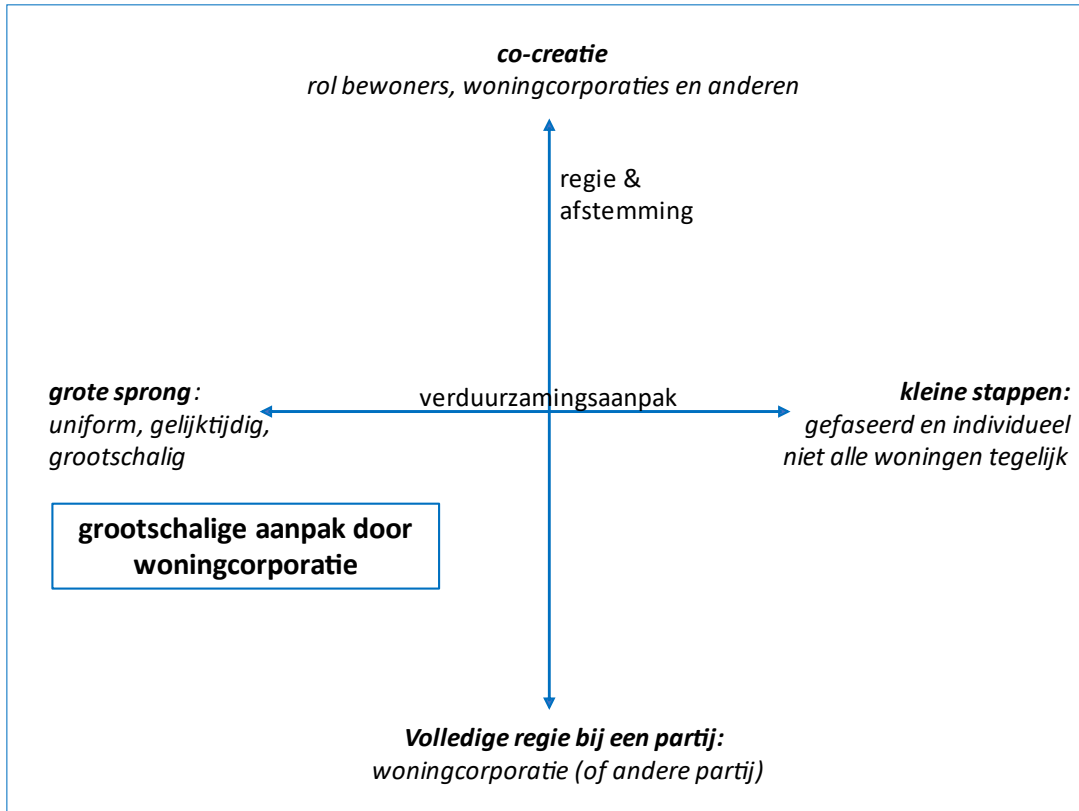 co-creatie
rol bewoners, woningcorporaties en anderen
regie &
afstemming
grote sprong:
uniform, gelijktijdig,
grootschalig
verduurzamingsaanpak
kleine stappen:
gefaseerd en individueel
niet alle woningen tegelijk
grootschalige aanpak door
woningcorporatie
Volledige regie bij een partij:
woningcorporatie (of andere partij)